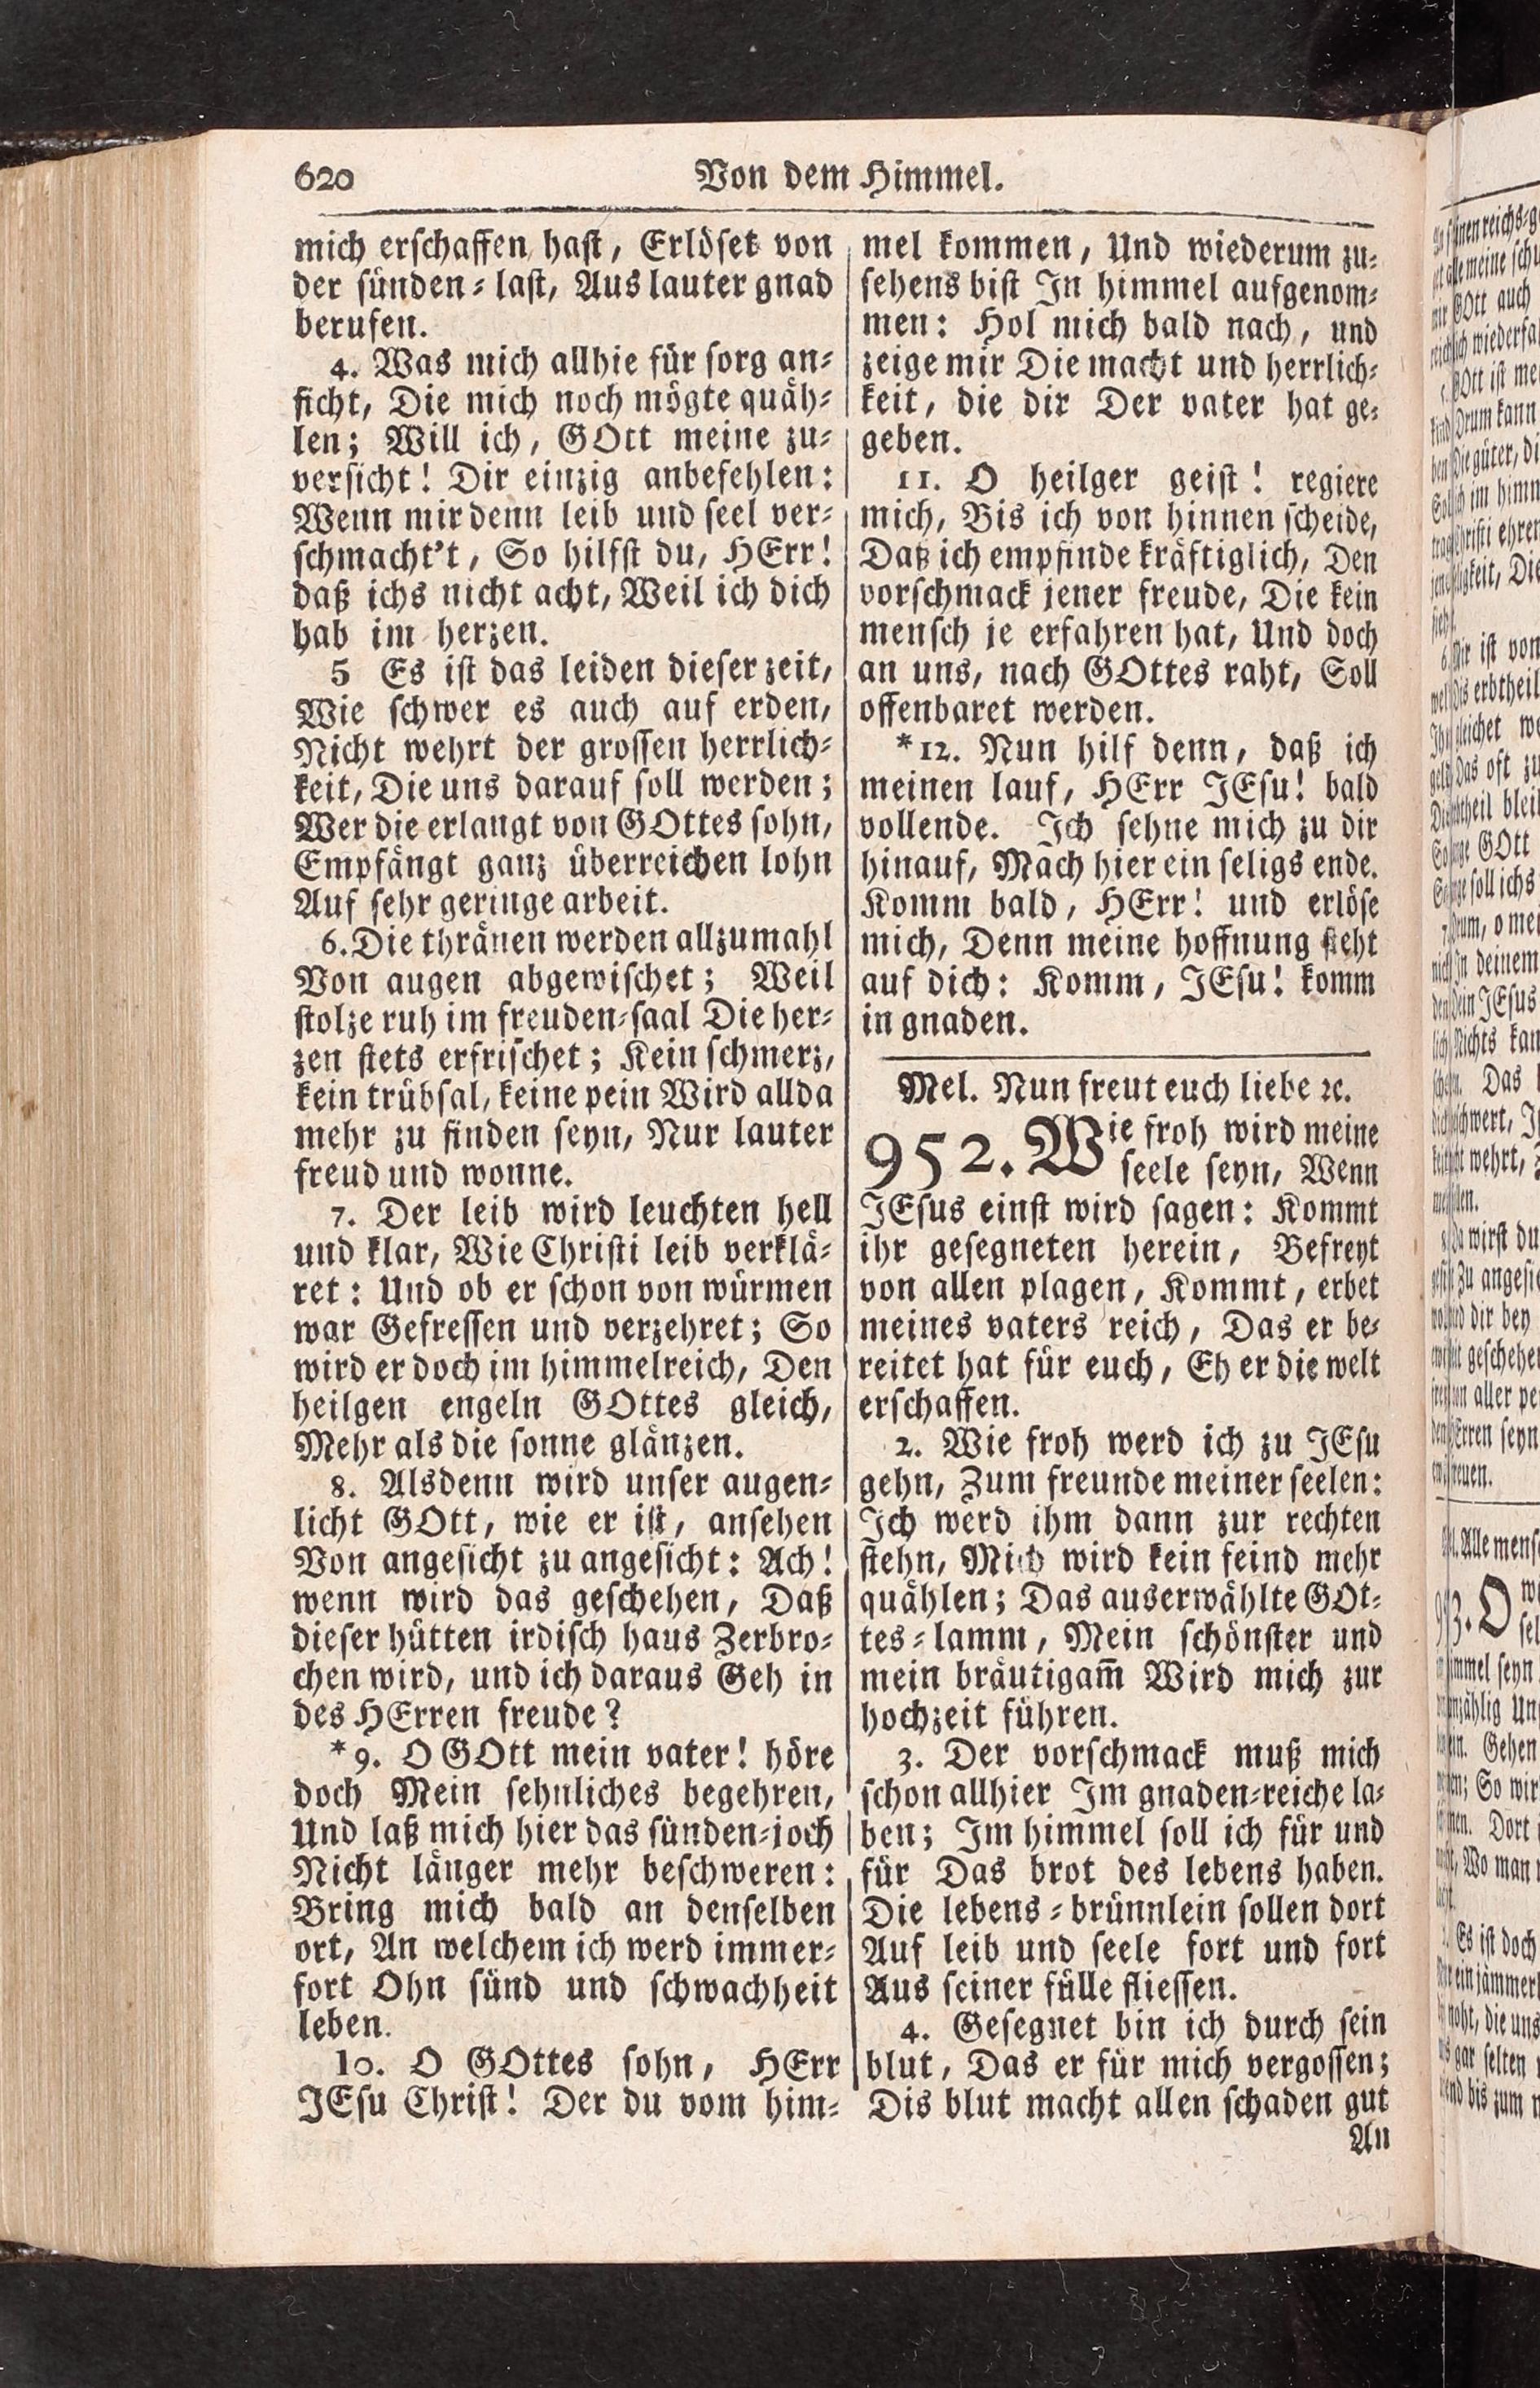 620
Von dem Himmel.
mich erschaffen hast, Erlöset von
der sünden-last, Aus lauter gnad
berufen.
4. Was mich allhie für sorg an-
ficht, Die mich noch mögte quäh-
len; Will ich, GOtt meine zu-
versicht! Dir einzig anbefehlen:
Wenn mir denn leib und seel ver-
schmacht't, So hilfst du, HErr!
daß ichs nicht acht, Weil ich dich
hab im herzen.
5 Es ist das leiden dieser zeit,
Wie schwer es auch auf erden,
Nicht wehrt der grossen herrlich-
keit, Die uns darauf soll werden;
Wer die erlangt von GOttes sohn,
Empfängt ganz überreichen lohn
Auf sehr geringe arbeit.
6. Die thränen werden allzumahl
Von augen abgewischet; Weil
stolze ruh im freuden-saal Die her-
zen stets erfrischet; Kein schmerz,
kein trübsal, keine pein Wird allda
mehr zu finden seyn, Nur lauter
freud und wonne.
7. Der leib wird leuchten hell
und klar, Wie Christi leib verklä-
ret: Und ob er schon von würmen
war Gefressen und verzehret; So
wird er doch im himmelreich, Den
heilgen engeln GOttes gleich,
Mehr als die sonne glänzen.
8. Alsdenn wird unser augen-
licht GOtt, wie er ist, ansehen
Von angesicht zu angesicht: Ach!
wenn wird das geschehen, Daß
dieser hütten irdisch haus Zerbro-
chen wird, und ich daraus Geh in
des HErren freude?
*9. O GOtt mein vater! höre
doch Mein sehnliches begehren,
Und laß mich hier das sünden-joch
Nicht länger mehr beschweren:
Bring mich bald an denselben
ort, An welchem ich werd immer-
fort Ohn sünd und schwachheit
leben.
10. O GOttes sohn, HErr
JEsu Christ! Der du vom him-
mel kommen, Und wiederum zu-
sehens bist In himmel aufgenom-
men: Hol mich bald nach, und
zeige mir Die macht und herrlich-
keit, die dir Der vater hat ge-
geben.
11. O heilger geist! regiere
mich, Bis ich von hinnen scheide,
Daß ich empfinde kräftiglich, Den
vorschmack jener freude, Die kein
mensch je erfahren hat, Und doch
an uns, nach GOttes raht, Soll
offenbaret werden.
*12. Nun hilf denn, daß ich
meinen lauf, HErr JEsu! bald
vollende. Ich sehne mich zu dir
hinauf, Mach hier ein seligs ende.
Komm bald, HErr! und erlöse
mich, Denn meine hoffnung steht
auf dich: Komm, JEsu! komm
in gnaden.
Mel. Nun freut euch liebe ꝛc.
952. Wie froh wird meine
seele seyn, Wenn
JEsus einst wird sagen: Kommt
ihr gesegneten herein, Befreyt
von allen plagen, Kommt, erbet
meines vaters reich, Das er be-
reitet hat für euch, Eh er die welt
erschaffen.
2. Wie froh werd ich zu JEsu
gehn, Zum freunde meiner seelen:
Ich werd ihm dann zur rechten
stehn, Mich wird kein feind mehr
quählen; Das auserwählte GOt-
tes-lamm, Mein schönster und
mein bräutigam̄ Wird mich zur
hochzeit führen.
3. Der vorschmack muß mich
schon allhier Im gnaden-reiche la-
ben; Im himmel soll ich für und
für Das brot des lebens haben.
Die lebens-brünnlein sollen dort
Auf leib und seele fort und fort
Aus seiner fülle fliessen.
4. Gesegnet bin ich durch sein
blut, Das er für mich vergossen;
Dis blut macht allen schaden gut
An